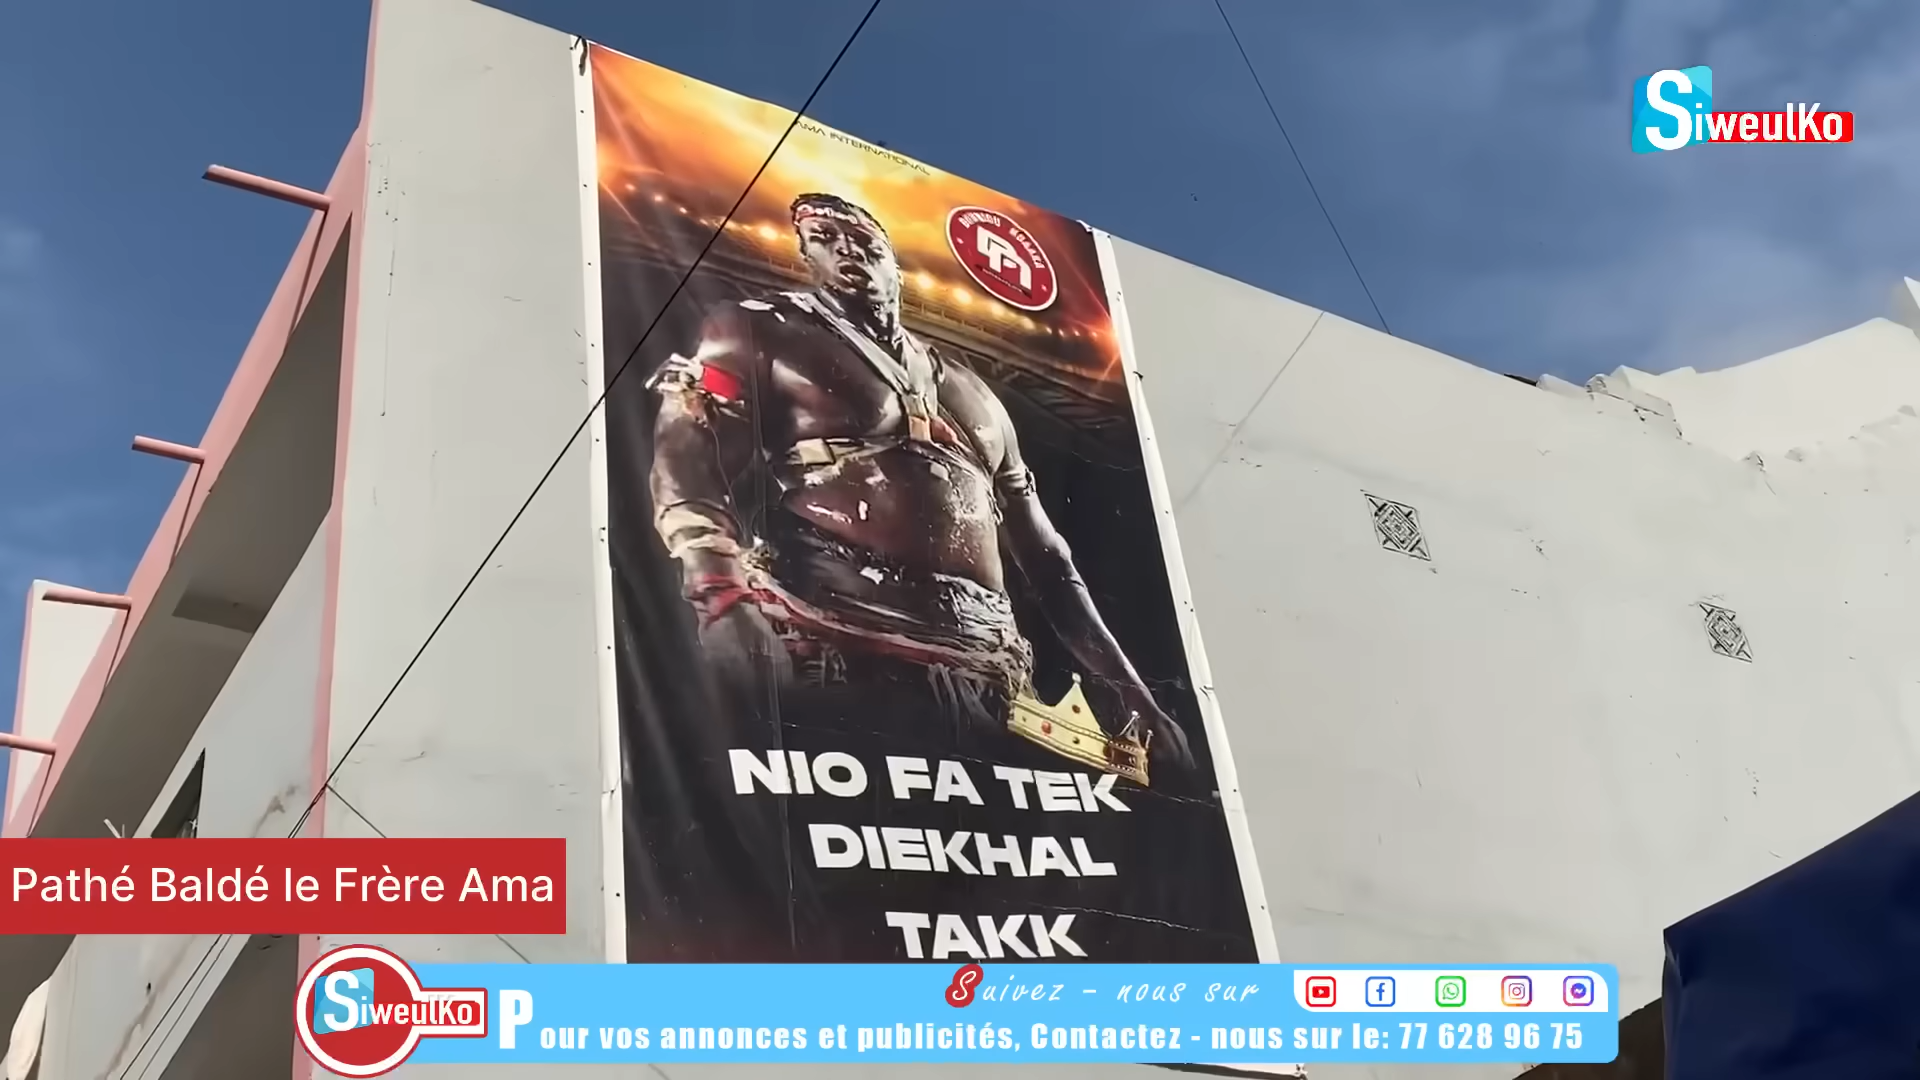 SiweulKo
AMA INTERNATIONAL
NIO FA TEK
DIEKHAL
TAKK
Pathé Baldé le Frère Ama
SiweulKo
Suivez - nous sur
Pour vos annonces et publicités, Contactez - nous sur le: 77 628 96 75